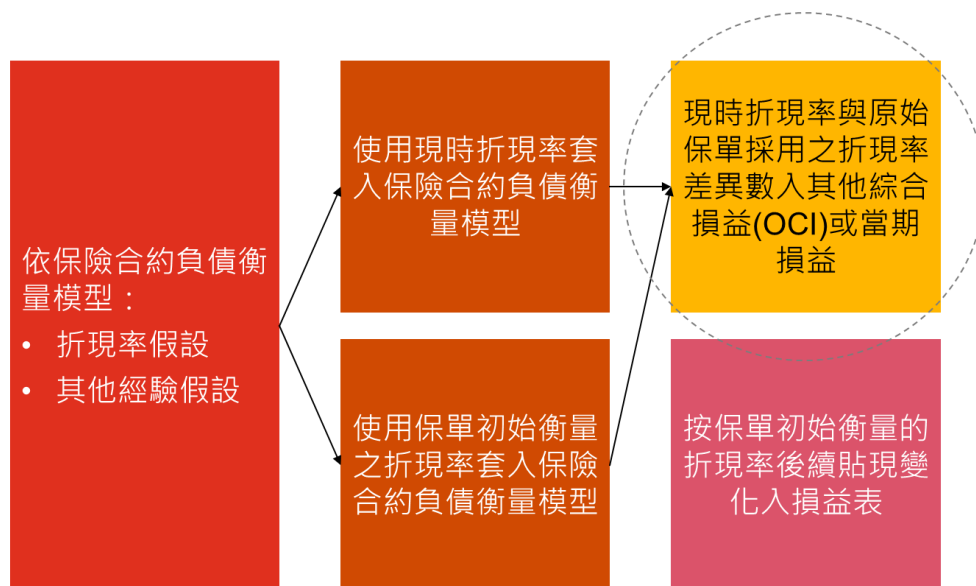 依保險合約負債衡
量模型：
• 折現率假設
• 其他經驗假設
使用現時折現率套
入保險合約負債衡
量模型
使用保單初始衡量
之折現率套入保險
合約負債衡量模型
現時折現率與原始
保單採用之折現率
差異數入其他綜合
損益(OCI)或當期
損益
按保單初始衡量的
折現率後續貼現變
化入損益表